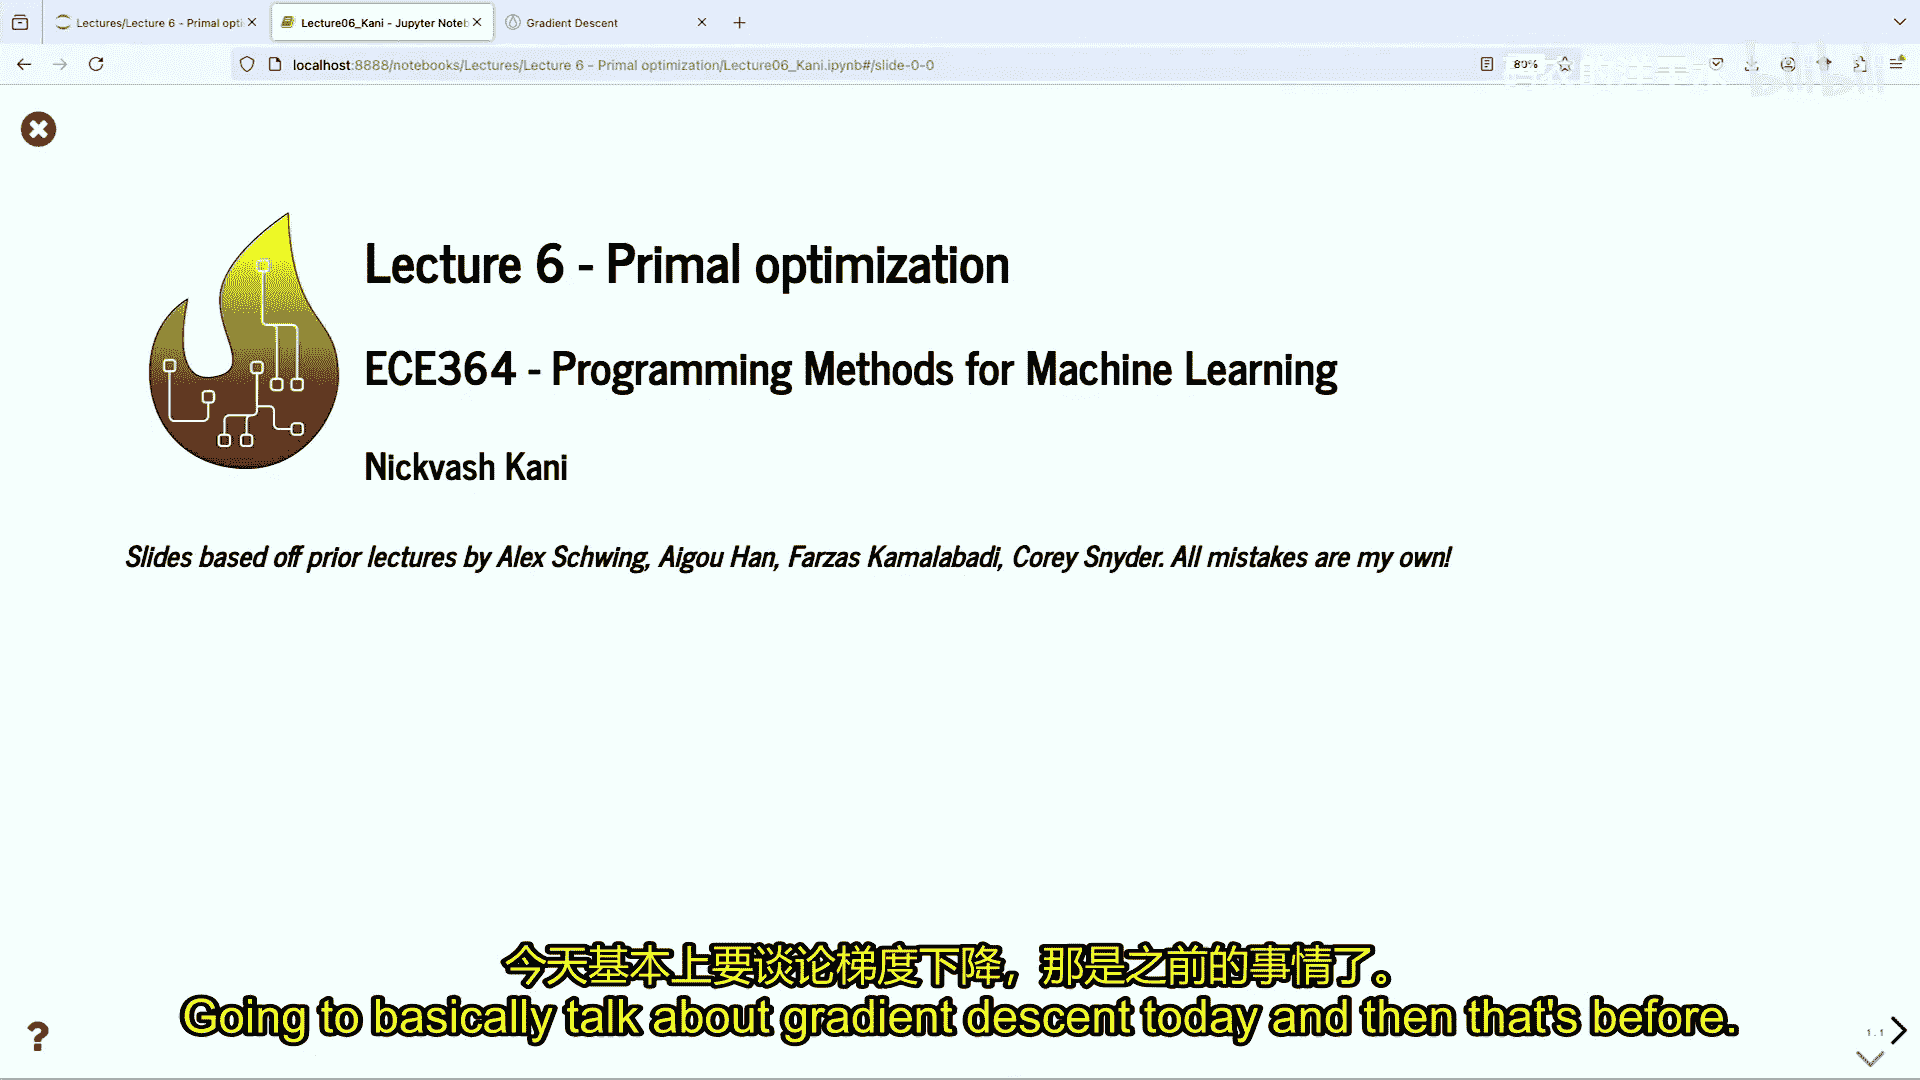 Lectures/Lecture 6 - Primal opti
Lecture06_Kani - Jupyter Noteb
Gradient Descent
localhost:8888/notebooks/Lectures/Lecture 6 - Primal optimization/Lecture06_Kani.ipynb#/slide-0-0
80%
Lecture 6 - Primal optimization
ECE364 - Programming Methods for Machine Learning
Nickvash Kani
Slides based off prior lectures by Alex Schwing, Aigou Han, Farzas Kamalabadi, Corey Snyder. All mistakes are my own!
今天基本上要谈论梯度下降，那是之前的事情了。
Going to basically talk about gradient descent today and then that's before.
1.1